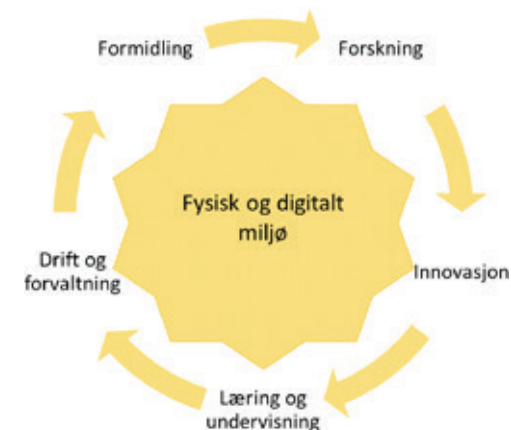 Formidling
Forskning
Fysisk og digitalt
miljø
Drift og
forvaltning
Innovasjon
Læring og
undervisning